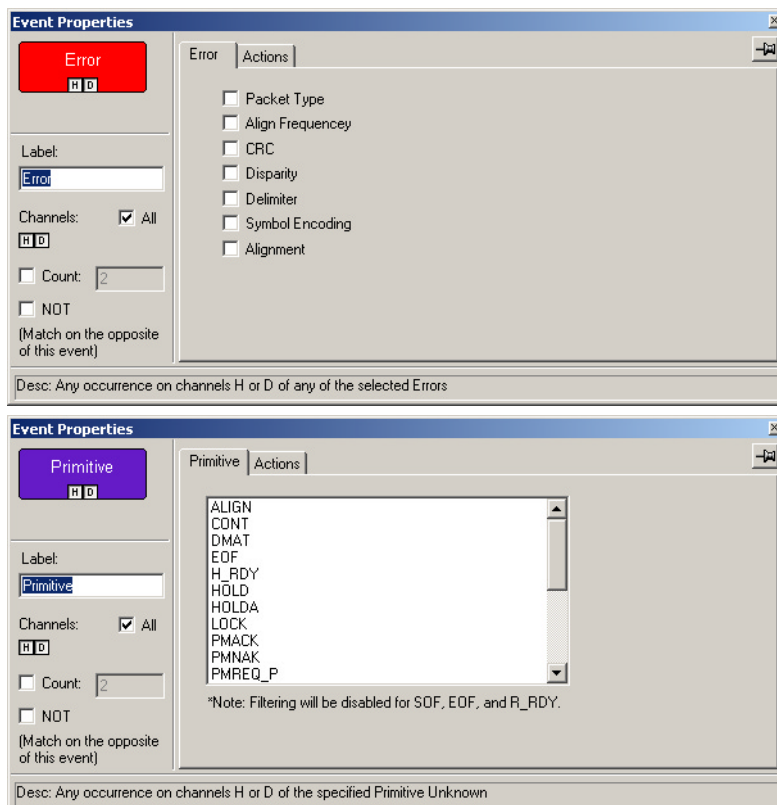 Event Properties
Error
H D
Label:
Error
Channels: All
H D
Count: 2
NOT
(Match on the opposite
of this event)
Error Actions
Packet Type
Align Frequencey
CRC
Disparity
Delimiter
Symbol Encoding
Alignment
Desc: Any occurrence on channels H or D of any of the selected Errors
Event Properties
Primitive
H D
Label:
Primitive
Channels: All
H D
Count: 2
NOT
(Match on the opposite
of this event)
Primitive Actions
ALIGN
CONT
DMAT
EOF
H_RDY
HOLD
HOLDA
LOCK
PMACK
PMNAK
PMREQ_P
*Note: Filtering will be disabled for SOF, EOF, and R_RDY.
Desc: Any occurrence on channels H or D of the specified Primitive Unknown